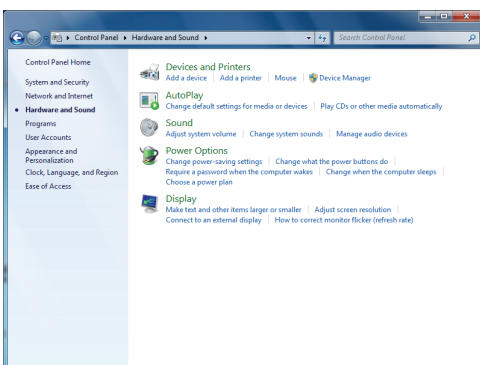 Control Panel Hardware and Sound
Search Control Panel
Control Panel Home
System and Security
Network and Internet
Hardware and Sound
Programs
User Accounts
Appearance and
Personalization
Clock, Language, and Region
Ease of Access
Devices and Printers
Add a device Add a printer Mouse Device Manager
AutoPlay
Change default settings for media or devices Play CDs or other media automatically
Sound
Adjust system volume Change system sounds Manage audio devices
Power Options
Change power-saving settings Change what the power buttons do
Require a password when the computer wakes Change when the computer sleeps
Choose a power plan
Display
Make text and other items larger or smaller Adjust screen resolution
Connect to an external display How to correct monitor flicker (refresh rate)